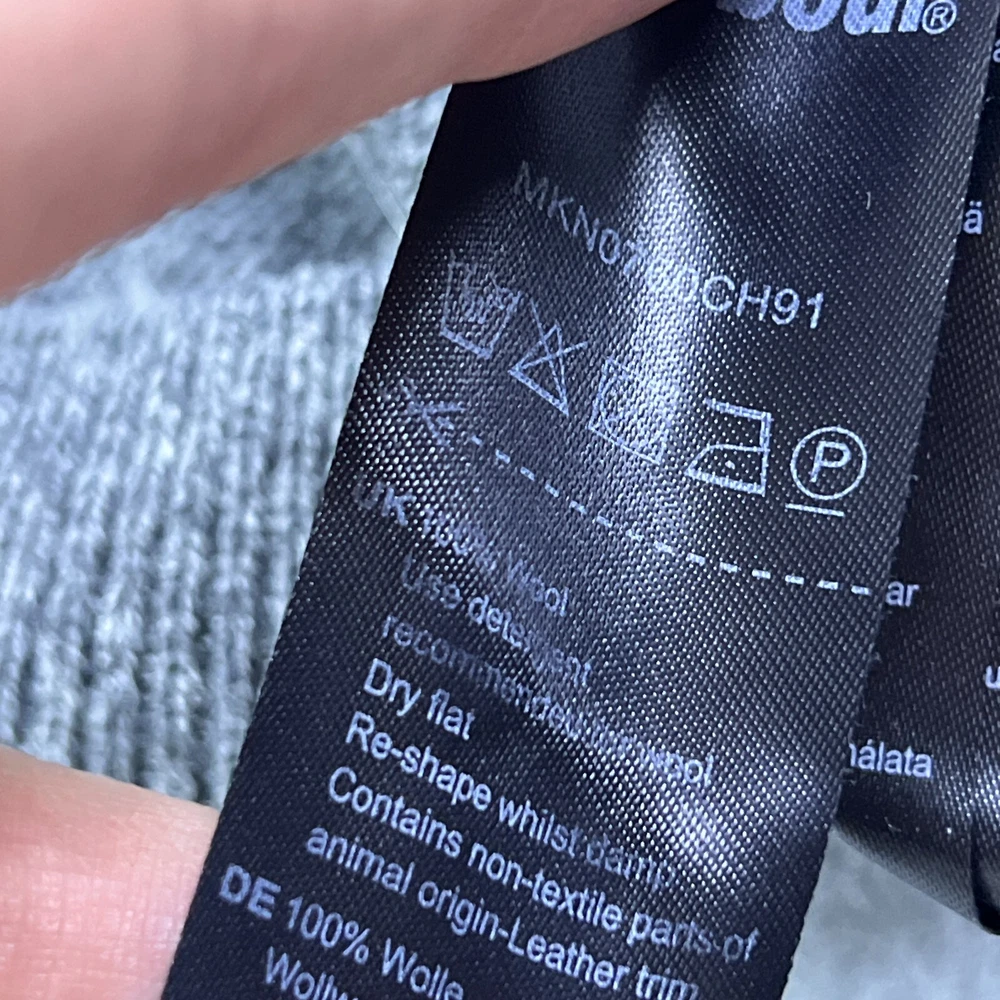 ®
CH91
P
UK 100% Wool
Use detergent
recommended for wool
Dry flat
Re-shape whilst damp
Contains non-textile parts of
animal origin-Leather trim
DE 100% Wolle
ä
ar